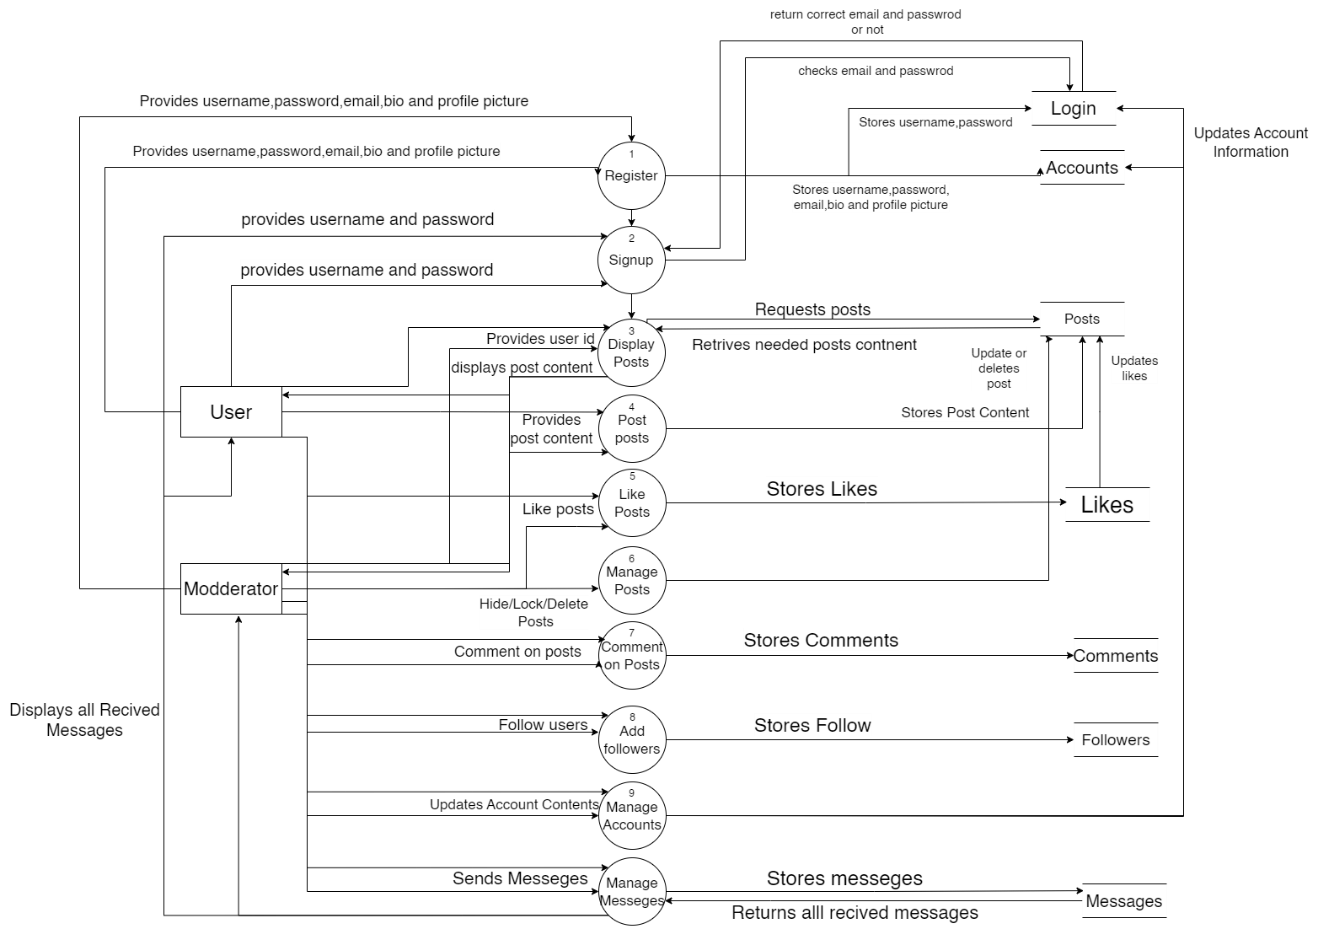 return correct email and passwrod
or not
checks email and passwrod
Provides username,password,email,bio and profile picture
Login
Stores username,password
Updates Account
Information
Provides username,password,email,bio and profile picture
1
Register
Accounts
Stores username,password,
email,bio and profile picture
provides username and password
2
Signup
provides username and password
Requests posts
Posts
3
Display
Posts
Provides user id
Retrives needed posts contnent
displays post content
Update or
deletes
post
Updates
likes
User
4
Post
posts
Provides
post content
Stores Post Content
5
Like
Posts
Like posts
Stores Likes
Likes
6
Manage
Posts
Modderator
Hide/Lock/Delete
Posts
7
Comment
on Posts
Comment on posts
Stores Comments
Comments
Displays all Recived
Messages
8
Add
followers
Follow users
Stores Follow
Followers
9
Manage
Accounts
Updates Account Contents
Manage
Messeges
Sends Messeges
Stores messeges
Returns alll recived messages
Messages